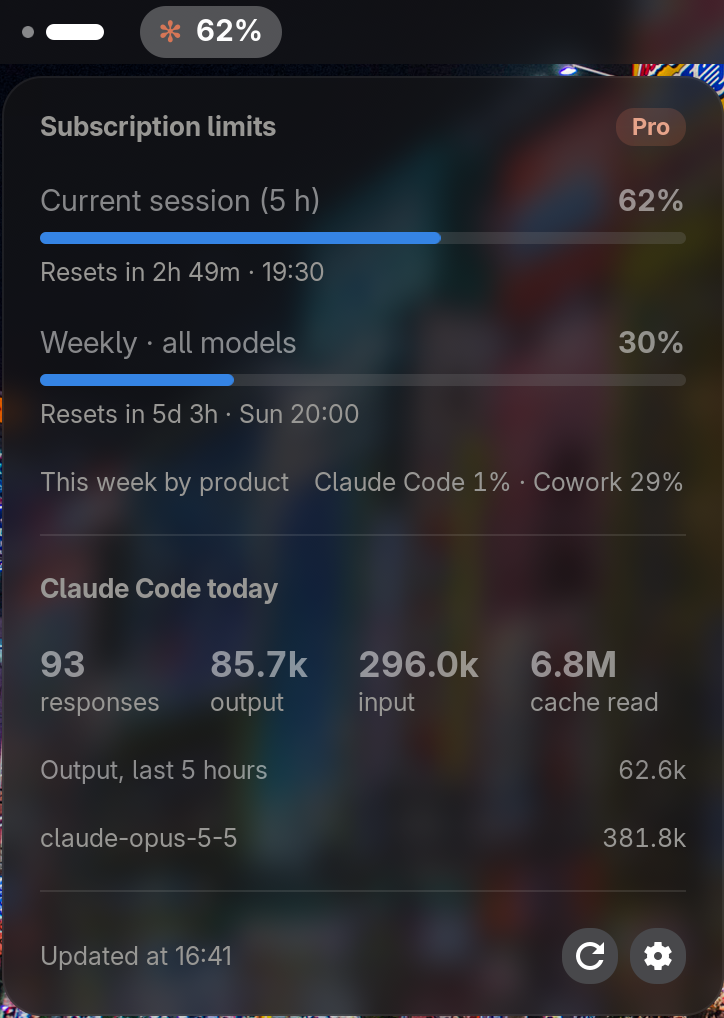 62%
Subscription limits Pro
Current session (5 h) 62%
Resets in 2h 49m · 19:30
Weekly · all models 30%
Resets in 5d 3h · Sun 20:00
This week by product Claude Code 1% · Cowork 29%
Claude Code today
93 85.7k 296.0k 6.8M
responses output input cache read
Output, last 5 hours 62.6k
claude-opus-5-5 381.8k
Updated at 16:41